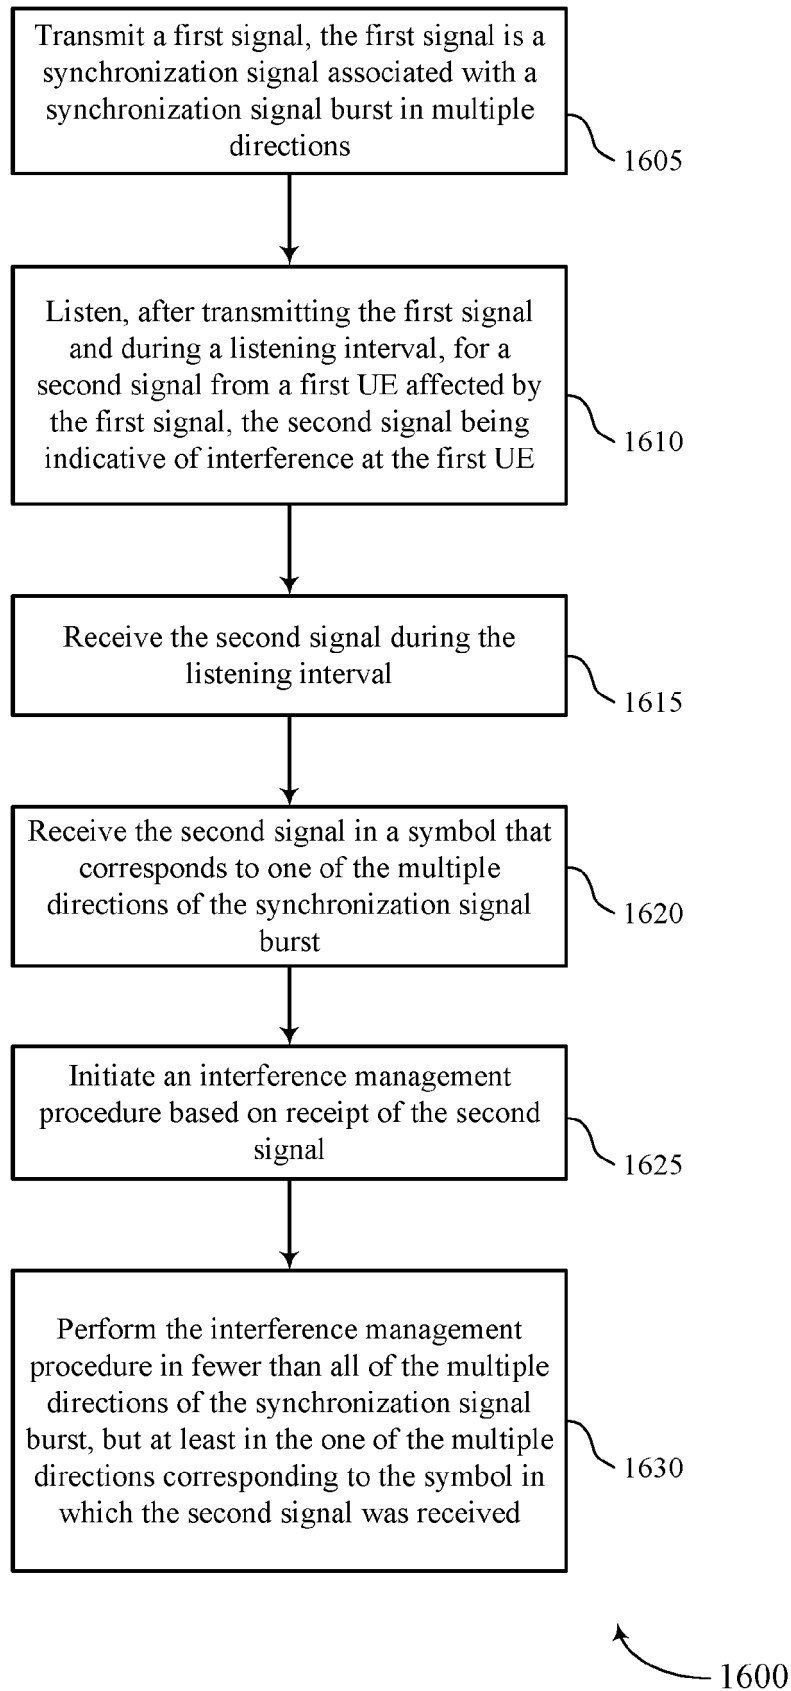 Transmit a first signal, the first signal is a
synchronization signal associated with a
synchronization signal burst in multiple
directions
1605
Listen, after transmitting the first signal
and during a listening interval, for a
second signal from a first UE affected by
the first signal, the second signal being
indicative of interference at the first UE
1610
Receive the second signal during the
listening interval
1615
Receive the second signal in a symbol that
corresponds to one of the multiple
directions of the synchronization signal
burst
1620
Initiate an interference management
procedure based on receipt of the second
signal
1625
Perform the interference management
procedure in fewer than all of the multiple
directions of the synchronization signal
burst, but at least in the one of the multiple
directions corresponding to the symbol in
which the second signal was received
1630
1600